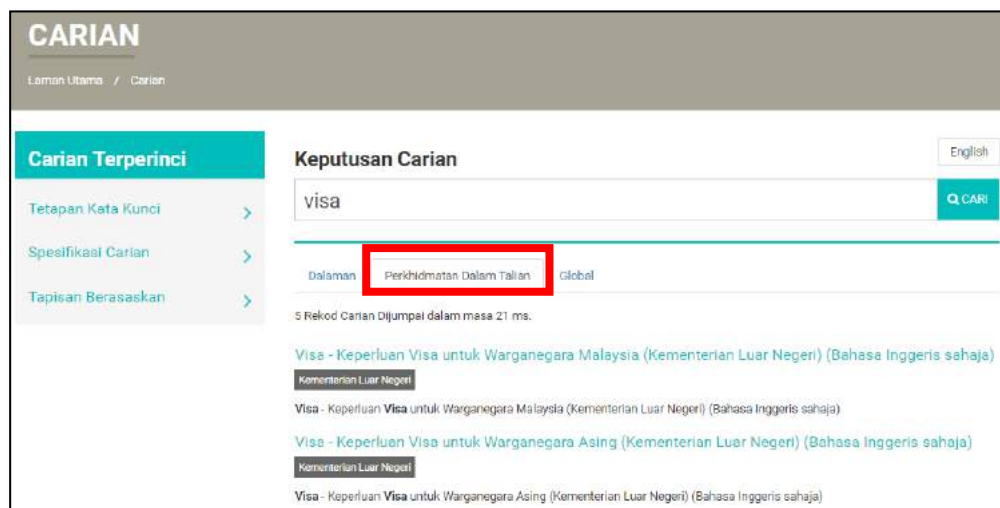 CARIAN
Laman Utama / Carian
Carian Terperinci
Tetapan Kata Kunci
Spesifikasi Carian
Tapisan Berasaskan
Keputusan Carian
English
visa
CARI
Dalaman
Perkhidmatan Dalam Talian
Global
5 Rekod Carian Dijumpai dalam masa 21 ms.
Visa - Keperluan Visa untuk Warganegara Malaysia (Kementerian Luar Negeri) (Bahasa Inggeris sahaja)
Kementerian Luar Negeri
Visa - Keperluan Visa untuk Warganegara Malaysia (Kementerian Luar Negeri) (Bahasa Inggeris sahaja)
Visa - Keperluan Visa untuk Warganegara Asing (Kementerian Luar Negeri) (Bahasa Inggeris sahaja)
Kementerian Luar Negeri
Visa - Keperluan Visa untuk Warganegara Asing (Kementerian Luar Negeri) (Bahasa Inggeris sahaja)